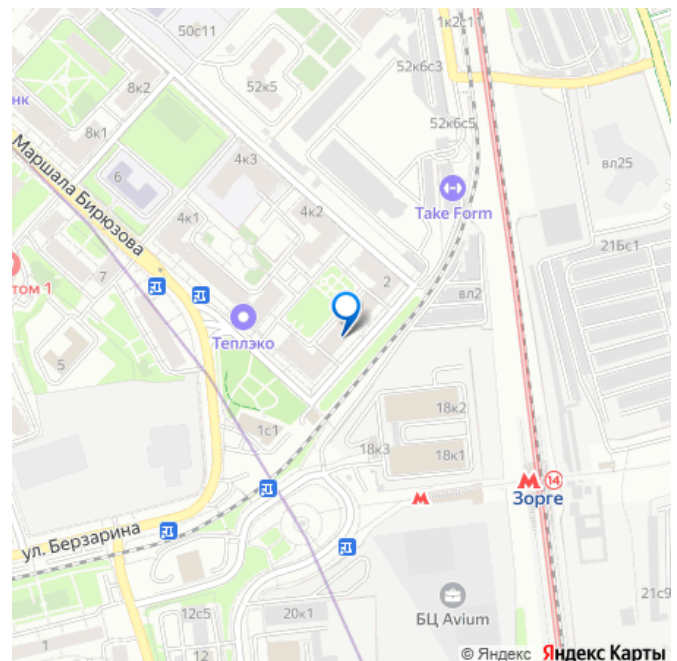 50с11
1к2с11
52к6с3
8к2
52к5
нк
8к1
52к6с5
4к3
вл25
Маршала Бирюзова
6
Take Form
4к1
4к2
21Бс1
7
2
том 1
вл2
Теплэко
5
18к2
1с1
18к3
18к1
14
Зорге
ул. Берзарина
12с5
20к1
БЦ Avium
21с9
1
12
© Яндекс Яндекс Карты